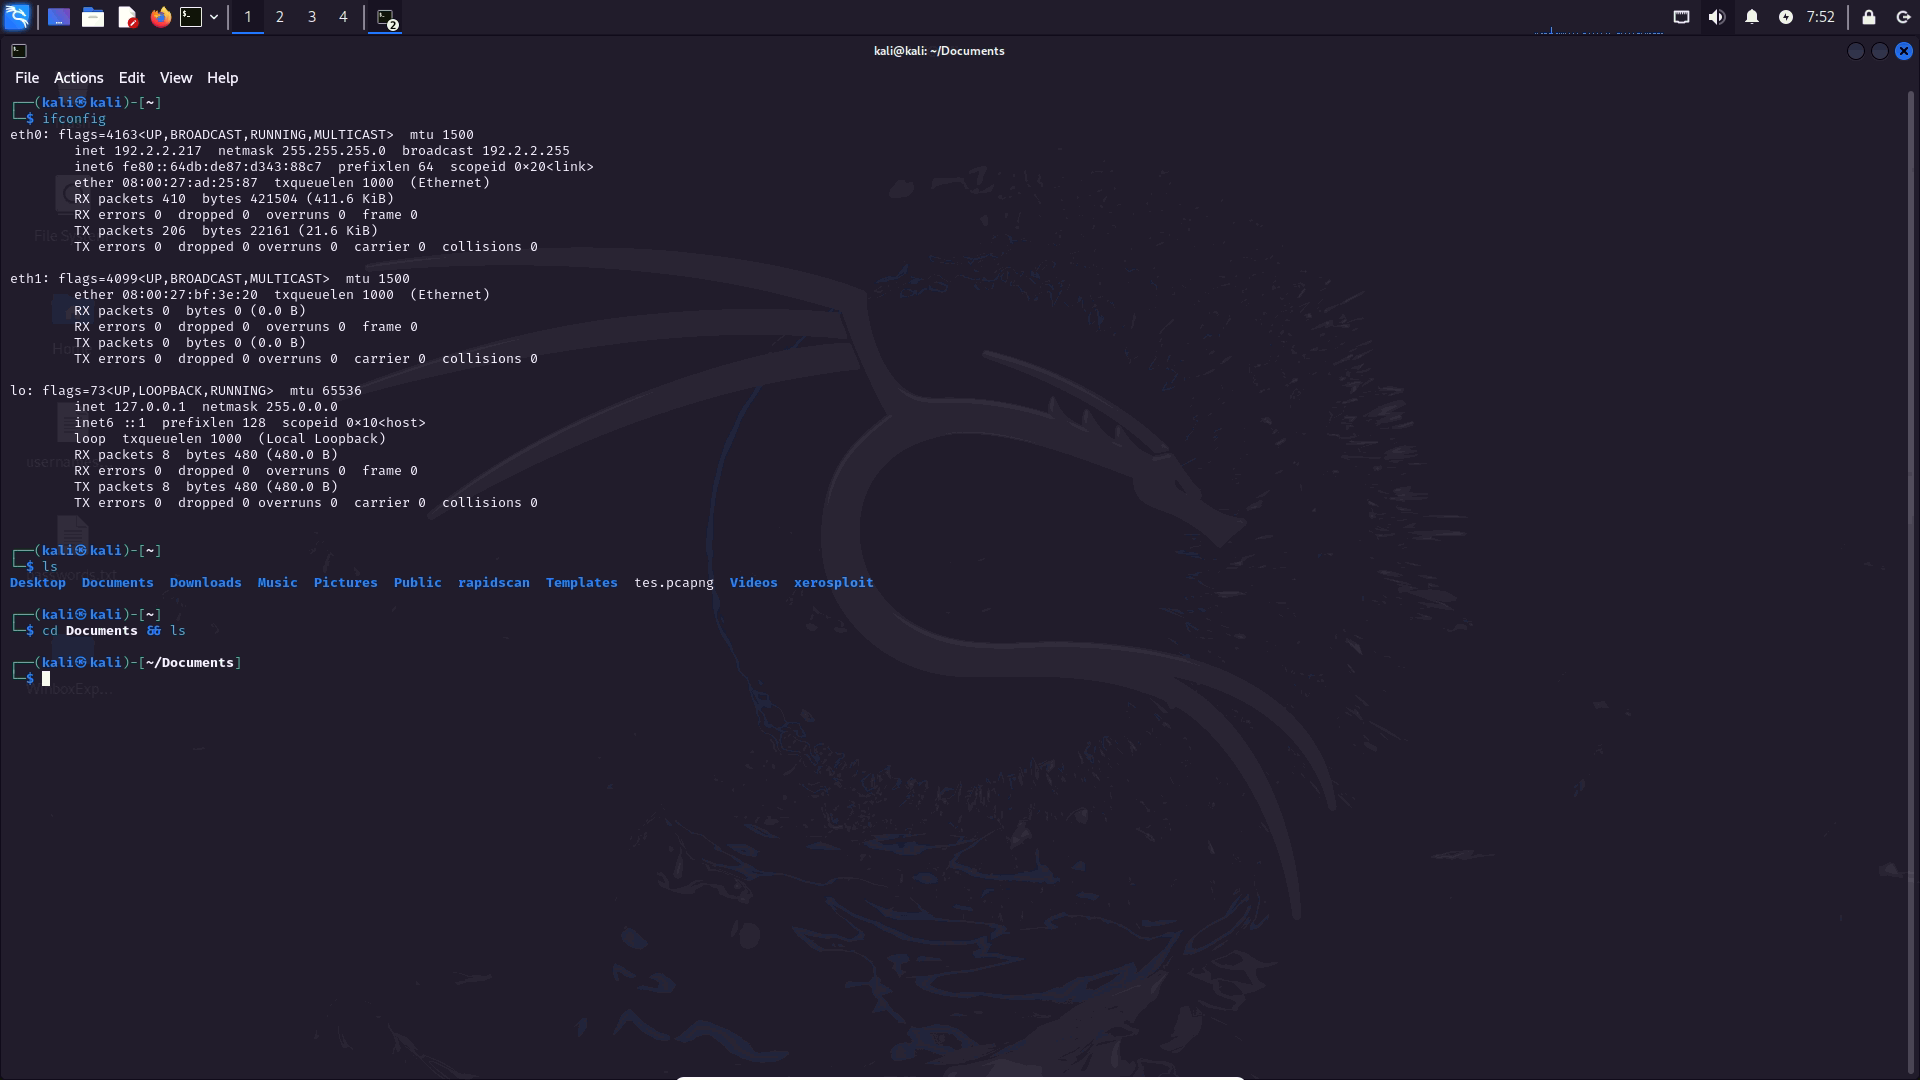 1 2 3 4 2 7:52
kali@kali: ~/Documents
File Actions Edit View Help
┌──(kali㉿kali)-[~]
└─$ ifconfig
eth0: flags=4163<UP,BROADCAST,RUNNING,MULTICAST>  mtu 1500
        inet 192.2.2.217  netmask 255.255.255.0  broadcast 192.2.2.255
        inet6 fe80::64db:de87:d343:88c7  prefixlen 64  scopeid 0×20<link>
        ether 08:00:27:ad:25:87  txqueuelen 1000  (Ethernet)
        RX packets 410  bytes 421504 (411.6 KiB)
        RX errors 0  dropped 0  overruns 0  frame 0
        TX packets 206  bytes 22161 (21.6 KiB)
        TX errors 0  dropped 0 overruns 0  carrier 0  collisions 0
eth1: flags=4099<UP,BROADCAST,MULTICAST>  mtu 1500
        ether 08:00:27:bf:3e:20  txqueuelen 1000  (Ethernet)
        RX packets 0  bytes 0 (0.0 B)
        RX errors 0  dropped 0  overruns 0  frame 0
        TX packets 0  bytes 0 (0.0 B)
        TX errors 0  dropped 0 overruns 0  carrier 0  collisions 0
lo: flags=73<UP,LOOPBACK,RUNNING>  mtu 65536
        inet 127.0.0.1  netmask 255.0.0.0
        inet6 ::1  prefixlen 128  scopeid 0×10<host>
        loop  txqueuelen 1000  (Local Loopback)
        RX packets 8  bytes 480 (480.0 B)
        RX errors 0  dropped 0  overruns 0  frame 0
        TX packets 8  bytes 480 (480.0 B)
        TX errors 0  dropped 0 overruns 0  carrier 0  collisions 0
┌──(kali㉿kali)-[~]
└─$ ls
Desktop  Documents  Downloads  Music  Pictures  Public  rapidscan  Templates  tes.pcapng  Videos  xerosploit
┌──(kali㉿kali)-[~]
└─$ cd Documents && ls
┌──(kali㉿kali)-[~/Documents]
└─$
WinboxExp...